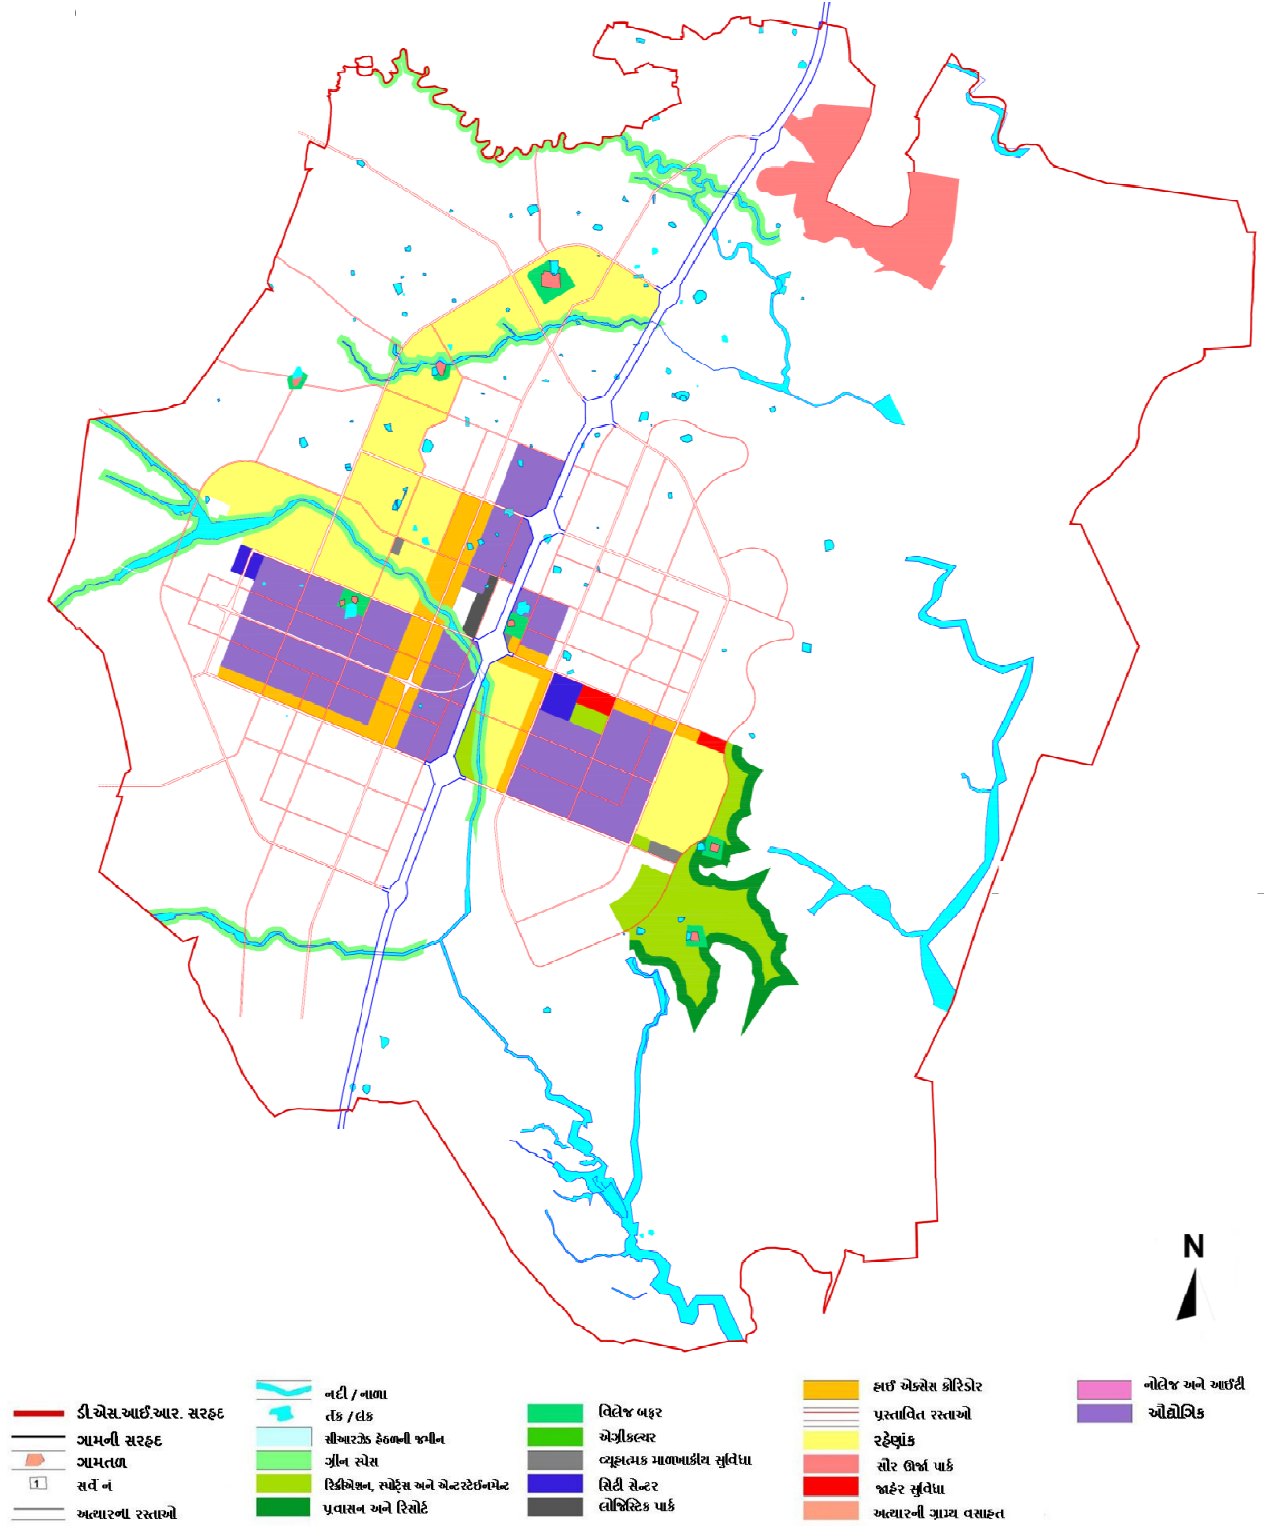 N
ડી.એસ.આઈ.આર. સરહદ
ગામની સરહદ
ગામતળ
1 સર્વે નં
અત્યારના રસ્તાઓ
નદી / નાળા
તંક / લંક
સીઆરઝેડ હેઠળની જમીન
ગ્રીન સ્પેસ
રિક્રીએશન, સ્પોર્ટ્સ અને એન્ટરટેઈનમેન્ટ
પ્રવાસન અને રિસોર્ટ
વિલેજ બફર
એગ્રીકલ્ચર
વ્યૂહાત્મક માળખાકીય સુવિધા
સિટી સેન્ટર
લોજિસ્ટિક પાર્ક
હાઈ એક્સેસ કોરિડોર
પ્રસ્તાવિત રસ્તાઓ
રહેણાંક
સૌર ઊર્જા પાર્ક
જાહેર સુવિધા
અત્યારની ગ્રામ્ય વસાહત
નોલેજ અને આઈટી
ઔદ્યોગિક